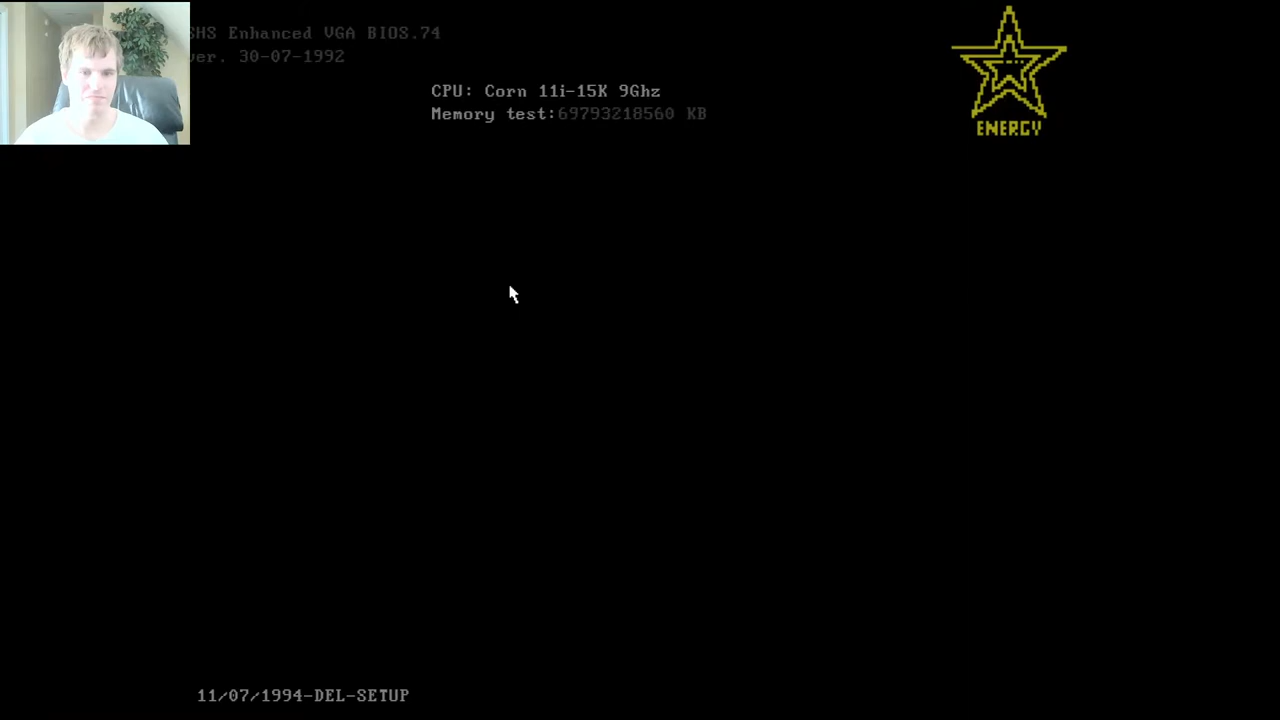 SHS Enhanced VGA BIOS.74
ver. 30-07-1992
CPU: Corn 11i-15K 9Ghz
Memory test:69793218560 KB
ENERGY
11/07/1994-DEL-SETUP